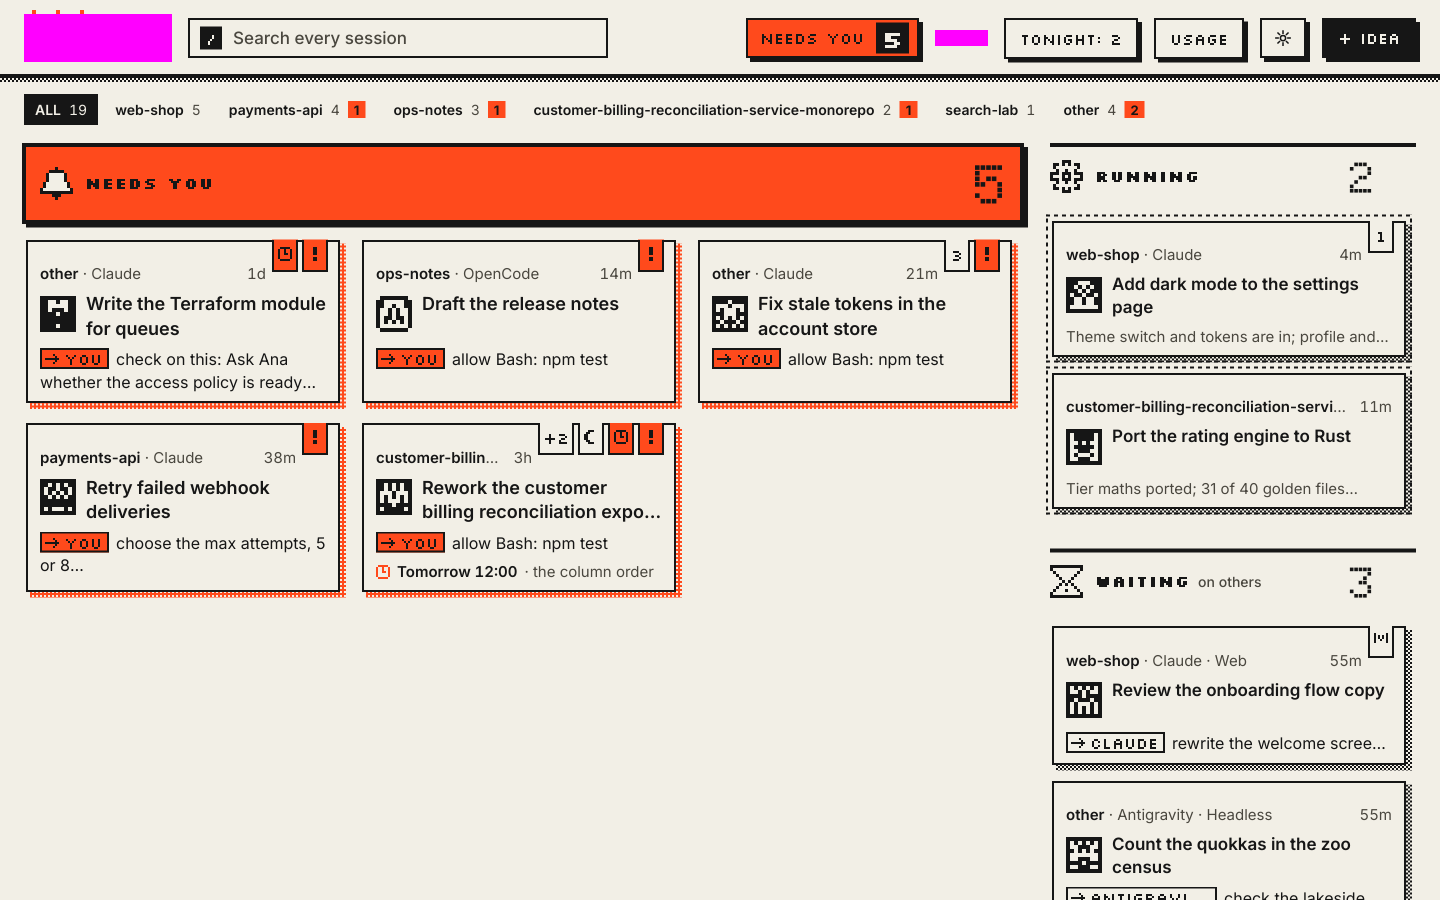 / Search every session
NEEDS YOU 5
TONIGHT: 2
USAGE
+ IDEA
ALL 19 web-shop 5 payments-api 4 1 ops-notes 3 1 customer-billing-reconciliation-service-monorepo 2 1 search-lab 1 other 4 2
NEEDS YOU 5
other · Claude 1d !
Write the Terraform module
for queues
→ YOU check on this: Ask Ana
whether the access policy is ready…
ops-notes · OpenCode 14m !
Draft the release notes
→ YOU allow Bash: npm test
other · Claude 21m 3 !
Fix stale tokens in the
account store
→ YOU allow Bash: npm test
payments-api · Claude 38m !
Retry failed webhook
deliveries
→ YOU choose the max attempts, 5
or 8…
customer-billin… 3h +2 !
Rework the customer
billing reconciliation expo…
→ YOU allow Bash: npm test
Tomorrow 12:00 · the column order
RUNNING 2
web-shop · Claude 4m 1
Add dark mode to the settings
page
Theme switch and tokens are in; profile and…
customer-billing-reconciliation-servi… 11m
Port the rating engine to Rust
Tier maths ported; 31 of 40 golden files…
WAITING on others 3
web-shop · Claude · Web 55m
Review the onboarding flow copy
→ CLAUDE rewrite the welcome scree…
other · Antigravity · Headless 55m
Count the quokkas in the zoo
census
→ ANTIGRAVI… check the lakeside